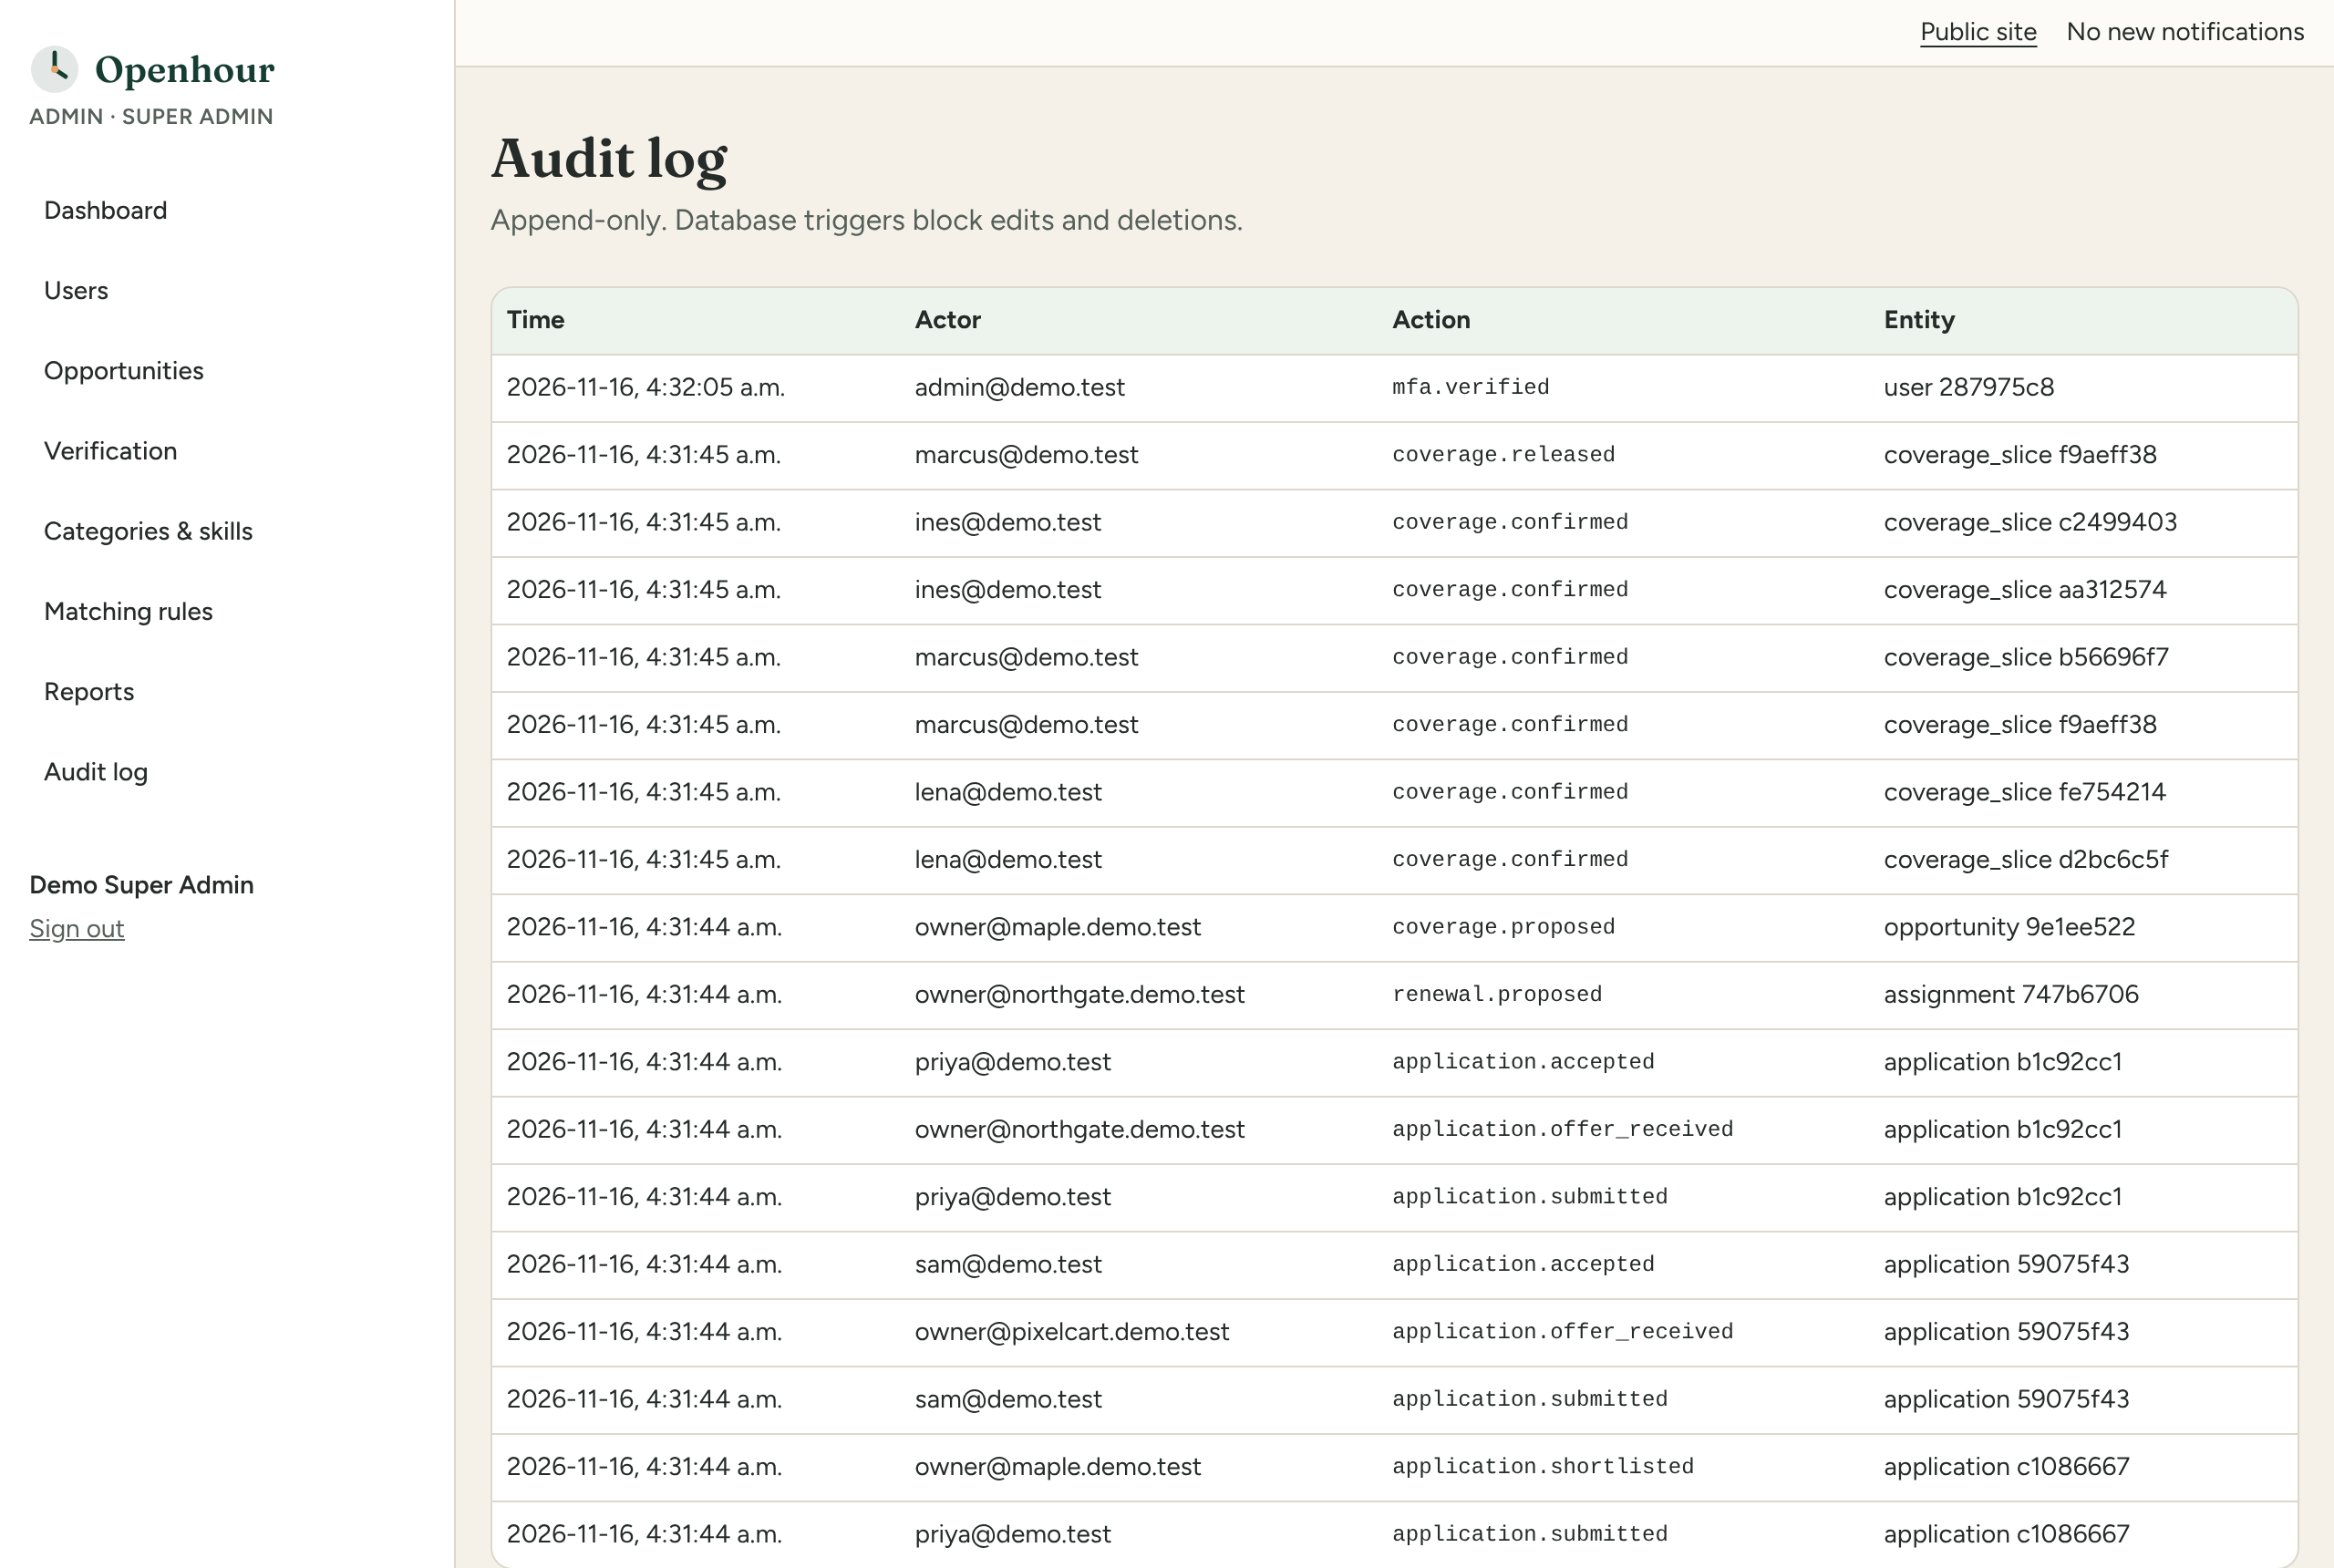 Openhour
ADMIN · SUPER ADMIN
Dashboard
Users
Opportunities
Verification
Categories & skills
Matching rules
Reports
Audit log
Demo Super Admin
Sign out
Public site No new notifications
Audit log
Append-only. Database triggers block edits and deletions.
Time Actor Action Entity
2026-11-16, 4:32:05 a.m. admin@demo.test mfa.verified user 287975c8
2026-11-16, 4:31:45 a.m. marcus@demo.test coverage.released coverage_slice f9aeff38
2026-11-16, 4:31:45 a.m. ines@demo.test coverage.confirmed coverage_slice c2499403
2026-11-16, 4:31:45 a.m. ines@demo.test coverage.confirmed coverage_slice aa312574
2026-11-16, 4:31:45 a.m. marcus@demo.test coverage.confirmed coverage_slice b56696f7
2026-11-16, 4:31:45 a.m. marcus@demo.test coverage.confirmed coverage_slice f9aeff38
2026-11-16, 4:31:45 a.m. lena@demo.test coverage.confirmed coverage_slice fe754214
2026-11-16, 4:31:45 a.m. lena@demo.test coverage.confirmed coverage_slice d2bc6c5f
2026-11-16, 4:31:44 a.m. owner@maple.demo.test coverage.proposed opportunity 9e1ee522
2026-11-16, 4:31:44 a.m. owner@northgate.demo.test renewal.proposed assignment 747b6706
2026-11-16, 4:31:44 a.m. priya@demo.test application.accepted application b1c92cc1
2026-11-16, 4:31:44 a.m. owner@northgate.demo.test application.offer_received application b1c92cc1
2026-11-16, 4:31:44 a.m. priya@demo.test application.submitted application b1c92cc1
2026-11-16, 4:31:44 a.m. sam@demo.test application.accepted application 59075f43
2026-11-16, 4:31:44 a.m. owner@pixelcart.demo.test application.offer_received application 59075f43
2026-11-16, 4:31:44 a.m. sam@demo.test application.submitted application 59075f43
2026-11-16, 4:31:44 a.m. owner@maple.demo.test application.shortlisted application c1086667
2026-11-16, 4:31:44 a.m. priya@demo.test application.submitted application c1086667